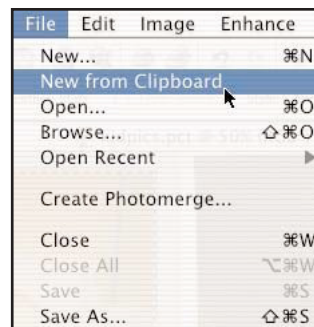 File Edit Image Enhance
New... ⌘N
New from Clipboard
Open... ⌘O
Browse... ⇧⌘O
Open Recent ▶
Create Photomerge...
Close ⌘W
Close All ⌥⌘W
Save ⌘S
Save As... ⇧⌘S